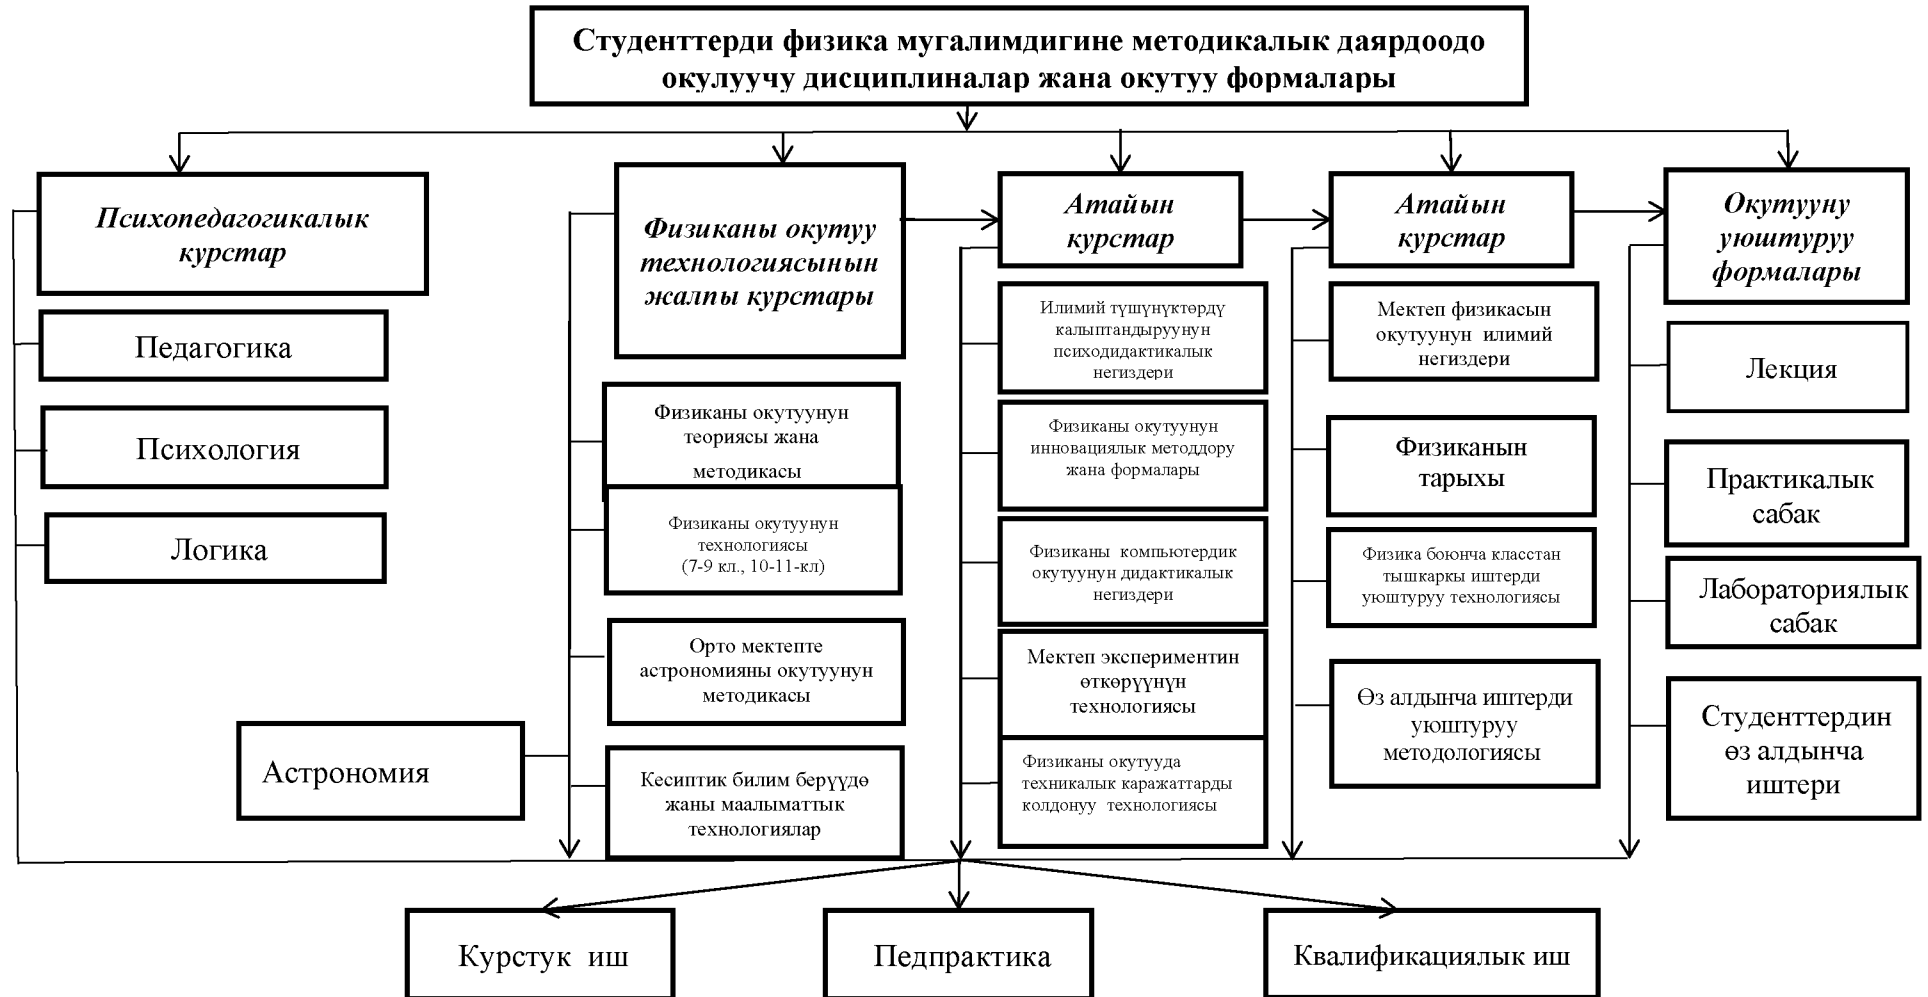 Студенттерди физика мугалимдигине методикалык даярдоодо
окулуучу дисциплиналар жана окутуу формалары
Психопедагогикалык
курстар
Педагогика
Психология
Логика
Астрономия
Физиканы окутуу
технологиясынын
жалпы курстары
Физиканы окутуунун
теориясы жана
методикасы
Физиканы окутуунун
технологиясы
(7-9 кл., 10-11-кл)
Орто мектепте
астрономияны окутуунун
методикасы
Кесиптик билим берүүдө
жаны маалыматтык
технологиялар
Атайын
курстар
Илимий түшүнүктөрдү
калыптандыруунун
психодидактикалык
негиздери
Физиканы окутуунун
инновациялык методдору
жана формалары
Физиканы компьютердик
окутуунун дидактикалык
негиздери
Мектеп экспериментин
өткөрүүнүн
технологиясы
Физиканы окутууда
техникалык каражаттарды
колдонуу технологиясы
Атайын
курстар
Мектеп физикасын
окутуунун илимий
негиздери
Физиканын
тарыхы
Физика боюнча класстан
тышкаркы иштерди
уюштуруу технологиясы
Өз алдынча иштерди
уюштуруу
методологиясы
Окутууну
уюштуруу
формалары
Лекция
Практикалык
сабак
Лабораториялык
сабак
Студенттердин
өз алдынча
иштери
Курстук иш
Педпрактика
Квалификациялык иш